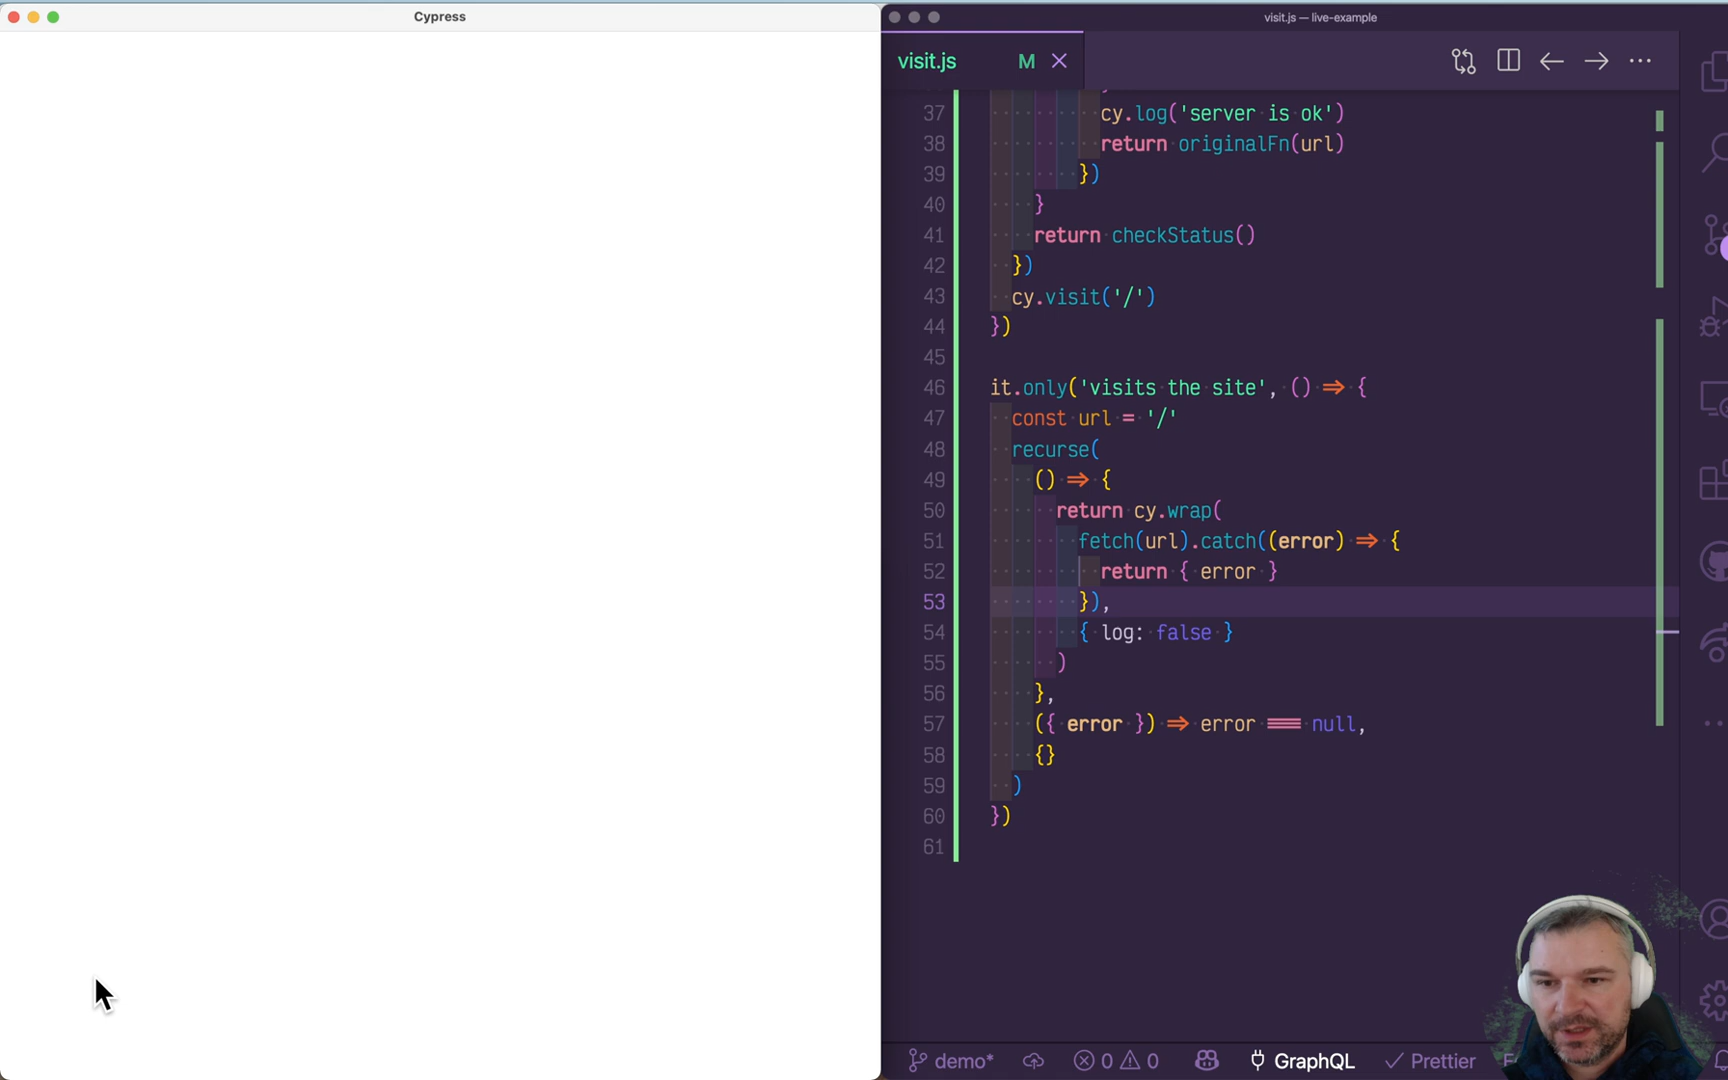 Cypress
visit.js — live-example
visit.js M
37 cy.log('server is ok')
38 return originalFn(url)
39 })
40 }
41 return checkStatus()
42 })
43 cy.visit('/')
44 })
45
46 it.only('visits the site', () => {
47 const url = '/'
48 recurse(
49 () => {
50 return cy.wrap(
51 fetch(url).catch((error) => {
52 return { error }
53 }),
54 { log: false }
55 )
56 },
57 ({ error }) => error === null,
58 {}
59 )
60 })
61
demo* 0 0 GraphQL Prettier